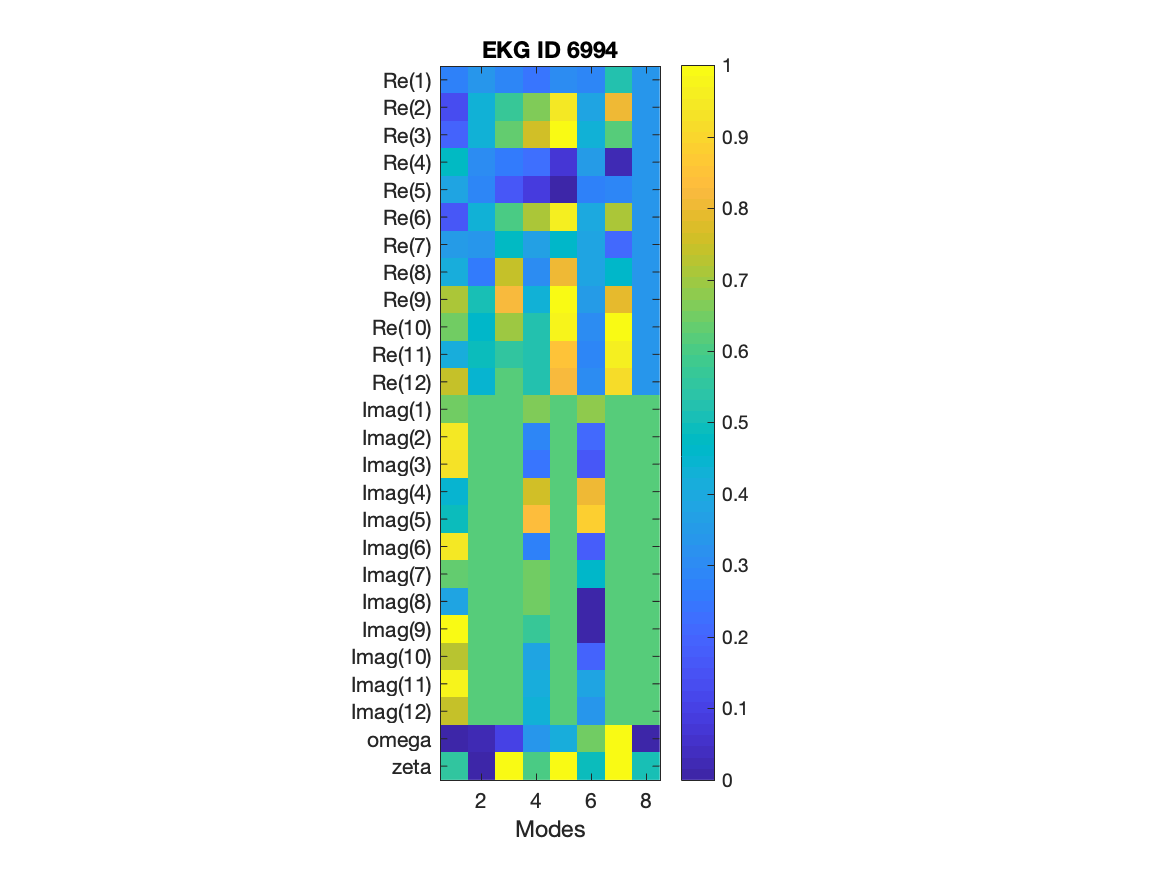 EKG ID 6994
Re(1)
Re(2)
Re(3)
Re(4)
Re(5)
Re(6)
Re(7)
Re(8)
Re(9)
Re(10)
Re(11)
Re(12)
Imag(1)
Imag(2)
Imag(3)
Imag(4)
Imag(5)
Imag(6)
Imag(7)
Imag(8)
Imag(9)
Imag(10)
Imag(11)
Imag(12)
omega
zeta
2 4 6 8
Modes
1
0.9
0.8
0.7
0.6
0.5
0.4
0.3
0.2
0.1
0